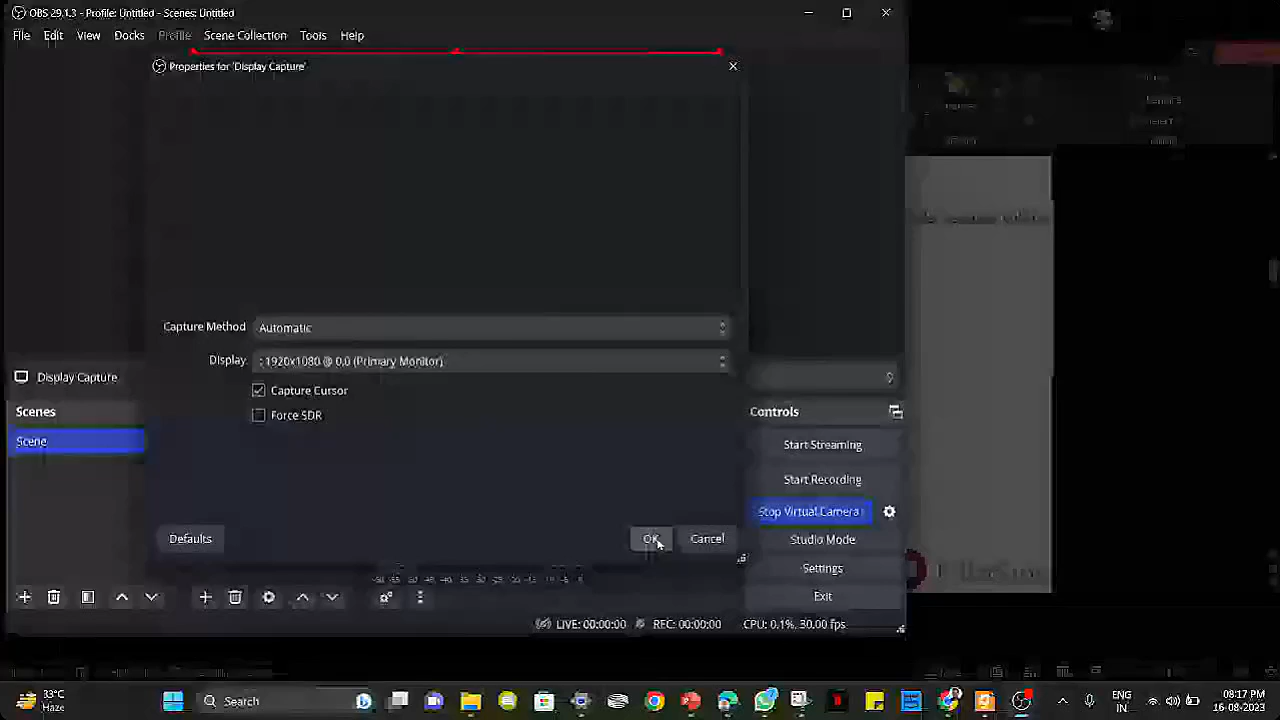 OBS 29.1.3 - Profile: Untitled - Scenes: Untitled
File Edit View Docks Profile Scene Collection Tools Help
Properties for 'Display Capture'
Capture Method Automatic
Display : 1920x1080 @ 0,0 (Primary Monitor)
Capture Cursor
Force SDR
Display Capture
Scenes
Scene
Controls
Start Streaming
Start Recording
Stop Virtual Camera
Studio Mode
Settings
Exit
Defaults OK Cancel
LIVE: 00:00:00 REC: 00:00:00 CPU: 0.1%, 30.00 fps
33°C
Haze
Search
ENG
IN
08:17 PM
16-08-2023